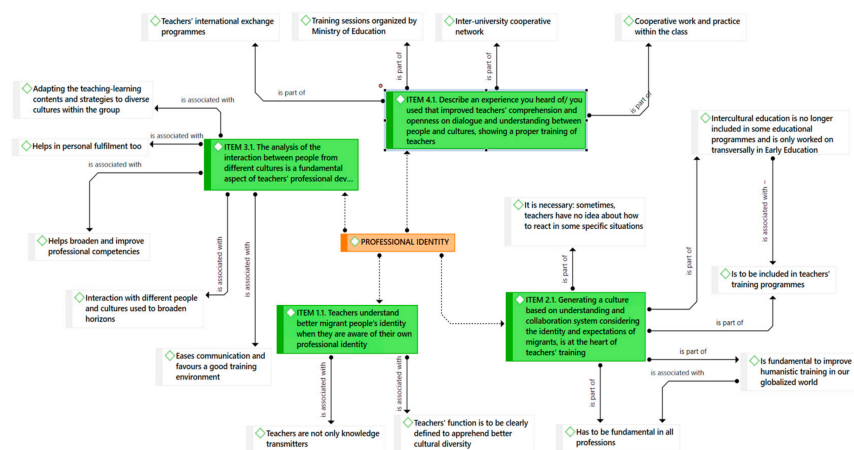 Teachers' international exchange
programmes
Training sessions organized by
Ministry of Education
Inter-university cooperative
network
Cooperative work and practice
within the class
is part of
is part of
is part of
is part of
Adapting the teaching-learning
contents and strategies to diverse
cultures within the group
is associated with
ITEM 4.1. Describe an experience you heard of/ you
used that improved teachers' comprehension and
openness on dialogue and understanding between
people and cultures, showing a proper training of
teachers
Intercultural education is no longer
included in some educational
programmes and is only worked on
transversally in Early Education
Helps in personal fulfilment too
is associated with
is associated with
ITEM 3.1. The analysis of the
interaction between people from
different cultures is a fundamental
aspect of teachers' professional dev...
It is necessary: sometimes,
teachers have no idea about how
to react in some specific situations
is associated with –
is part of
Helps broaden and improve
professional competencies
PROFESSIONAL IDENTITY
is associated with
is associated with
is part of
Is to be included in teachers'
training programmes
Interaction with different people
and cultures used to broaden
horizons
ITEM 1.1. Teachers understand
better migrant people's identity
when they are aware of their own
professional identity
ITEM 2.1. Generating a culture
based on understanding and
collaboration system considering
the identity and expectations of
migrants, is at the heart of
teachers' training
is part of
Eases communication and
favours a good training
environment
is part of
Is fundamental to improve
humanistic training in our
globalized world
is associated with
is associated with
is associated with
is part of
Teachers are not only knowledge
transmitters
Teachers' function is to be clearly
defined to apprehend better
cultural diversity
Has to be fundamental in all
professions